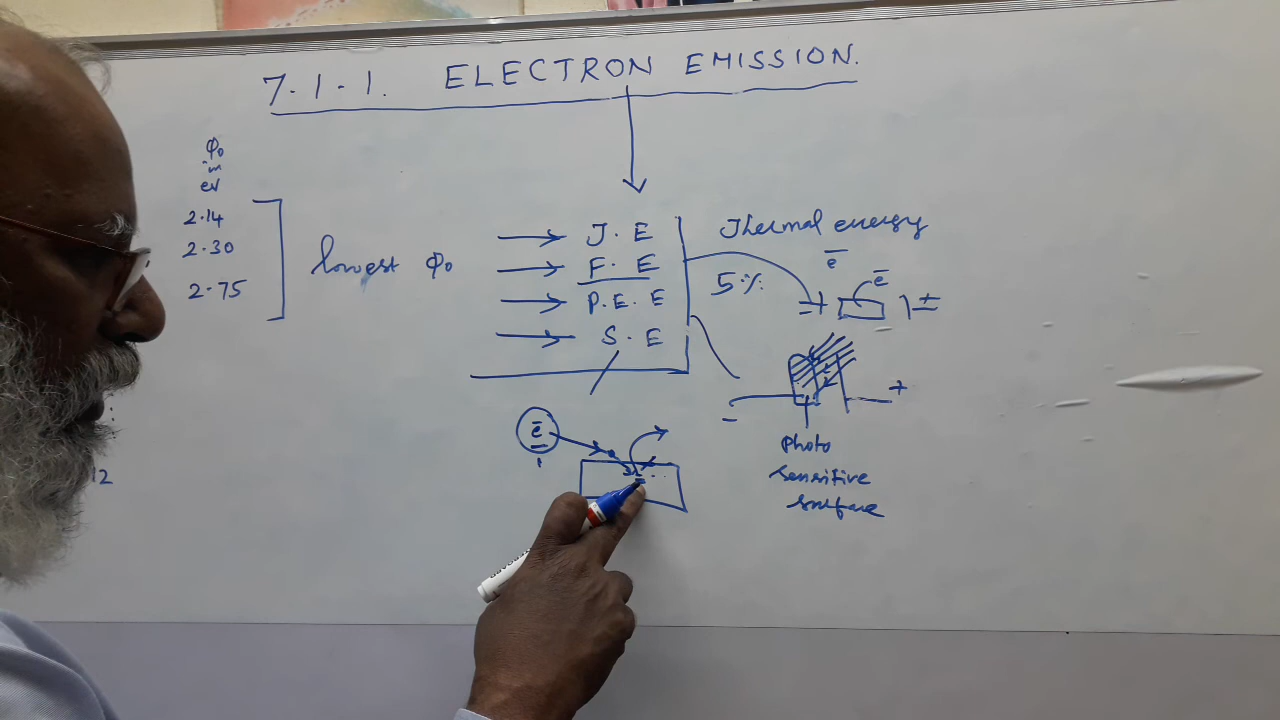 7.1.1. ELECTRON EMISSION.
φ₀
in
eV
2.14
2.30
2.75
lowest φ₀
T.E
F.E
P.E.E
S.E
Thermal energy
5%
e̅
e̅
+
±
e̅
1
-
+
Photo
sensitive
surface
12